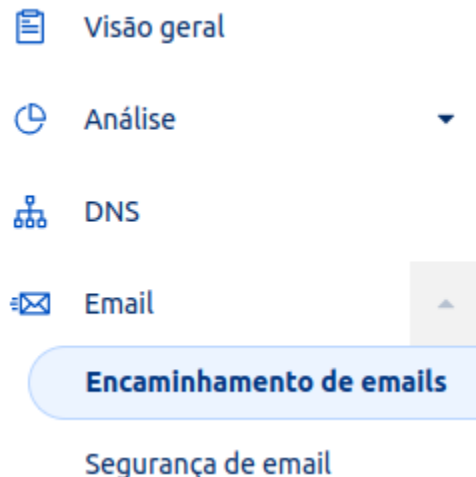 Visão geral
Análise
DNS
Email
Encaminhamento de emails
Segurança de email